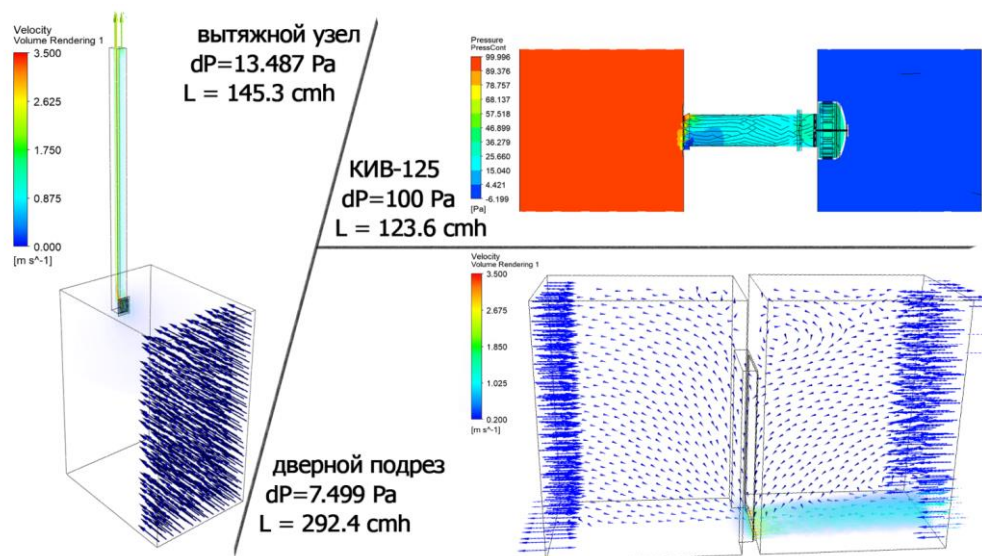 Velocity
Volume Rendering 1
3.500
2.625
1.750
0.875
0.000
[m s^-1]
вытяжной узел
dP=13.487 Pa
L = 145.3 cmh
Pressure
PressCont
99.996
89.376
78.757
68.137
57.518
46.899
36.279
25.660
15.040
4.421
-6.199
[Pa]
КИВ-125
dP=100 Pa
L = 123.6 cmh
Velocity
Volume Rendering 1
3.500
2.675
1.850
1.025
0.200
[m s^-1]
дверной подрез
dP=7.499 Pa
L = 292.4 cmh